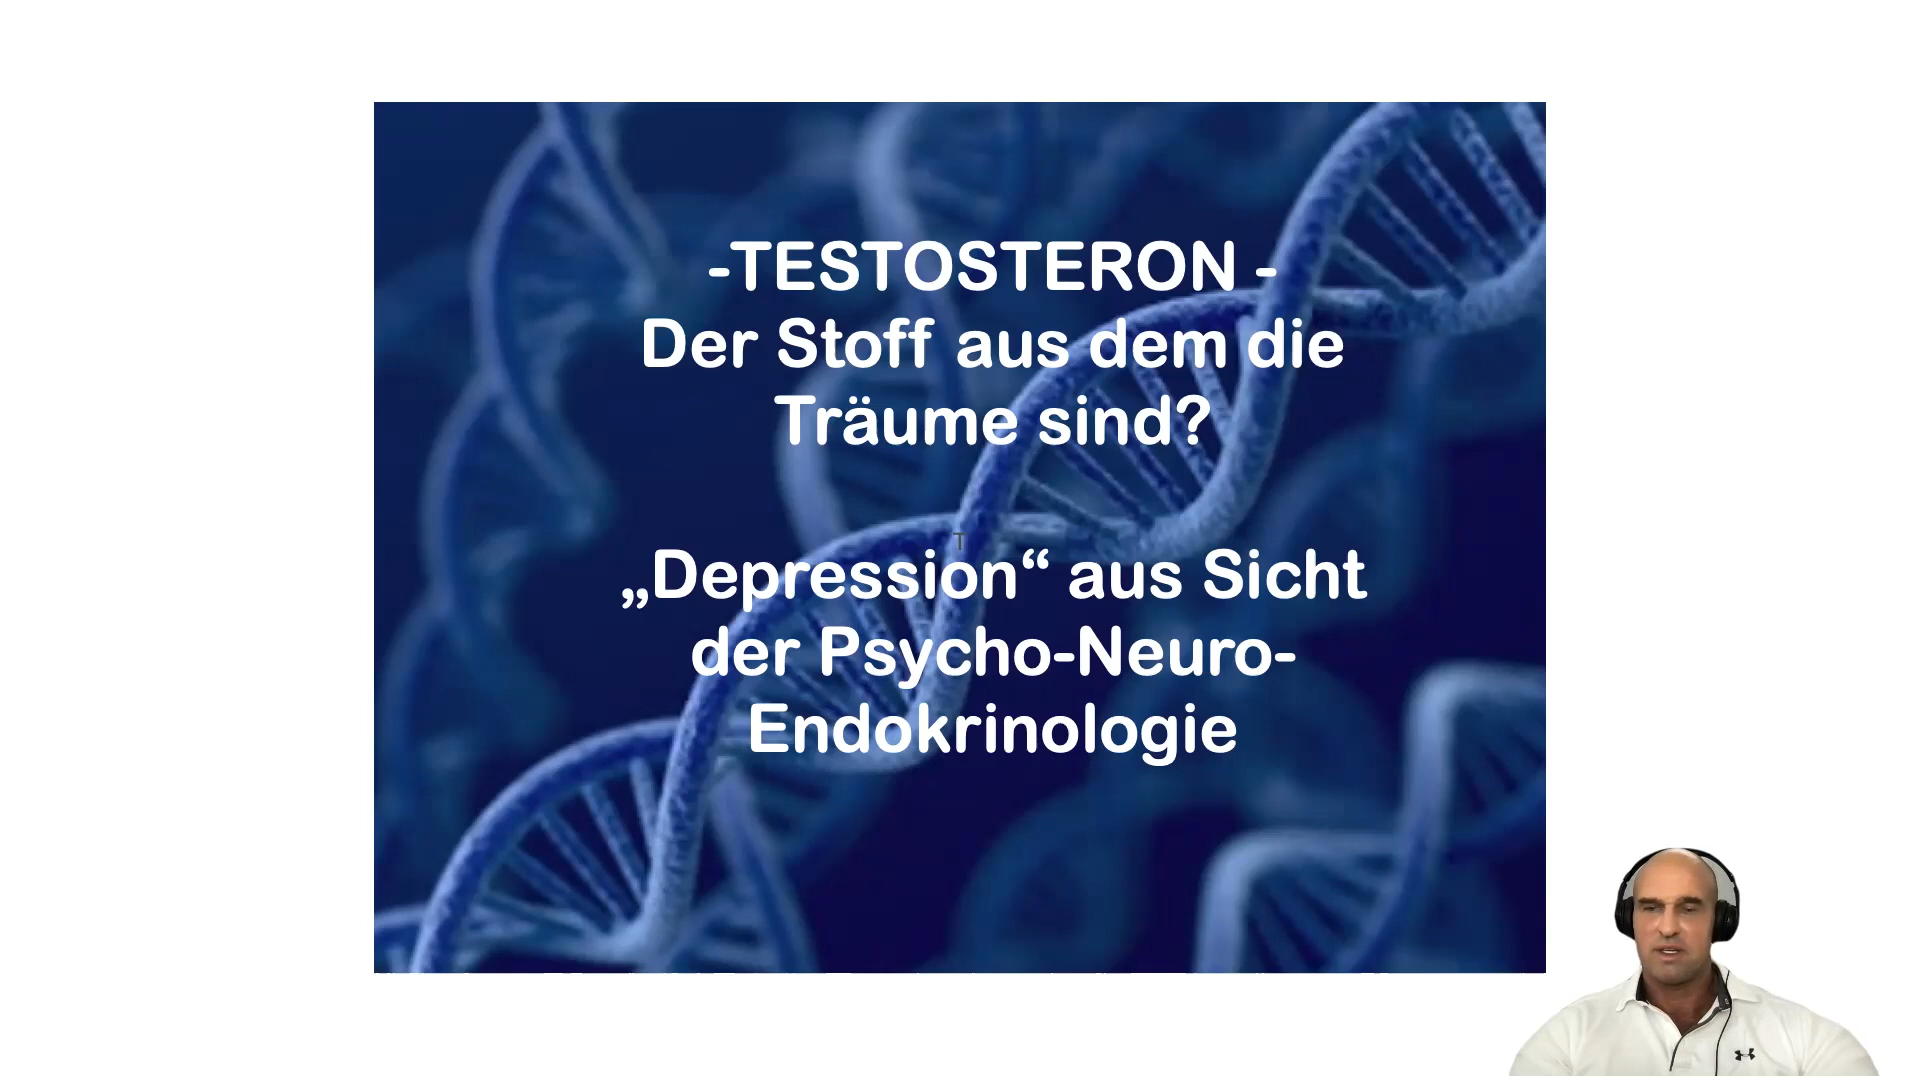 -TESTOSTERON -
Der Stoff aus dem die
Träume sind?
T
„Depression“ aus Sicht
der Psycho-Neuro-
Endokrinologie